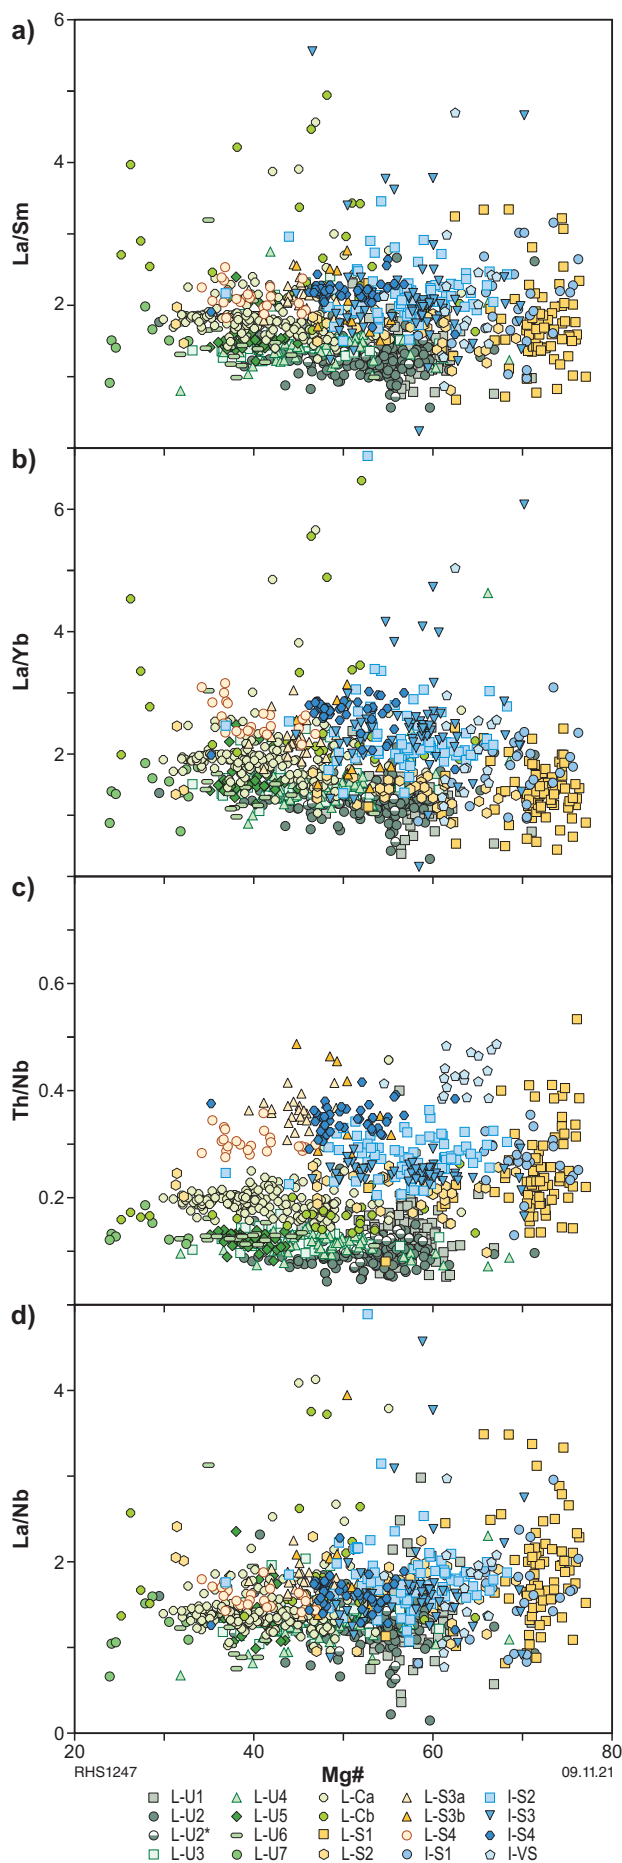 a)
6
4
2
La/Sm
b)
6
4
2
La/Yb
c)
0.6
0.4
0.2
Th/Nb
d)
4
2
0
La/Nb
20 40 60 80
RHS1247 Mg# 09.11.21
L-U1 L-U4 L-Ca L-S3a I-S2
L-U2 L-U5 L-Cb L-S3b I-S3
L-U2* L-U6 L-S1 L-S4 I-S4
L-U3 L-U7 L-S2 I-S1 I-VS